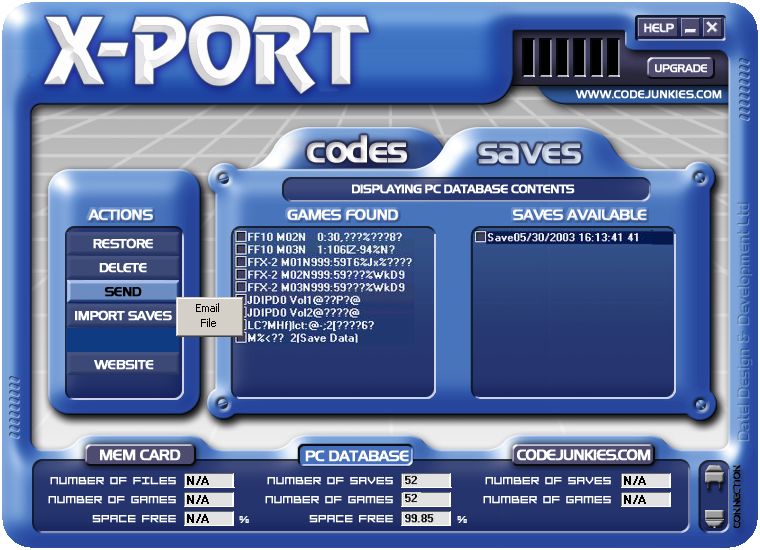 X-PORT
HELP
UPGRADE
WWW.CODEJUNKIES.COM
codes
saves
DISPLAYING PC DATABASE CONTENTS
ACTIONS
RESTORE
DELETE
SEND
IMPORT SAVES
WEBSITE
Email
File
GAMES FOUND
FF10 M02N 0:30,???%???8?
FF10 M03N 1:106IZ-94%N?
FFX-2 M01N999:59T6%Jx%????
FFX-2 M02N999:59???%WkD9
FFX-2 M03N999:59???%WkD9
JDIPD0 Vol1@??P?@
JDIPD0 Vol2@????@
LC?MHf)lct:@-;2[????6?
M%<?? 2[Save Data]
SAVES AVAILABLE
Save05/30/2003 16:13:41 41
Datel Design & Development Ltd
MEM CARD
NUMBER OF FILES N/A
NUMBER OF GAMES N/A
SPACE FREE N/A %
PC DATABASE
NUMBER OF SAVES 52
NUMBER OF GAMES 52
SPACE FREE 99.85 %
CODEJUNKIES.COM
NUMBER OF SAVES N/A
NUMBER OF GAMES N/A
CONNECTION